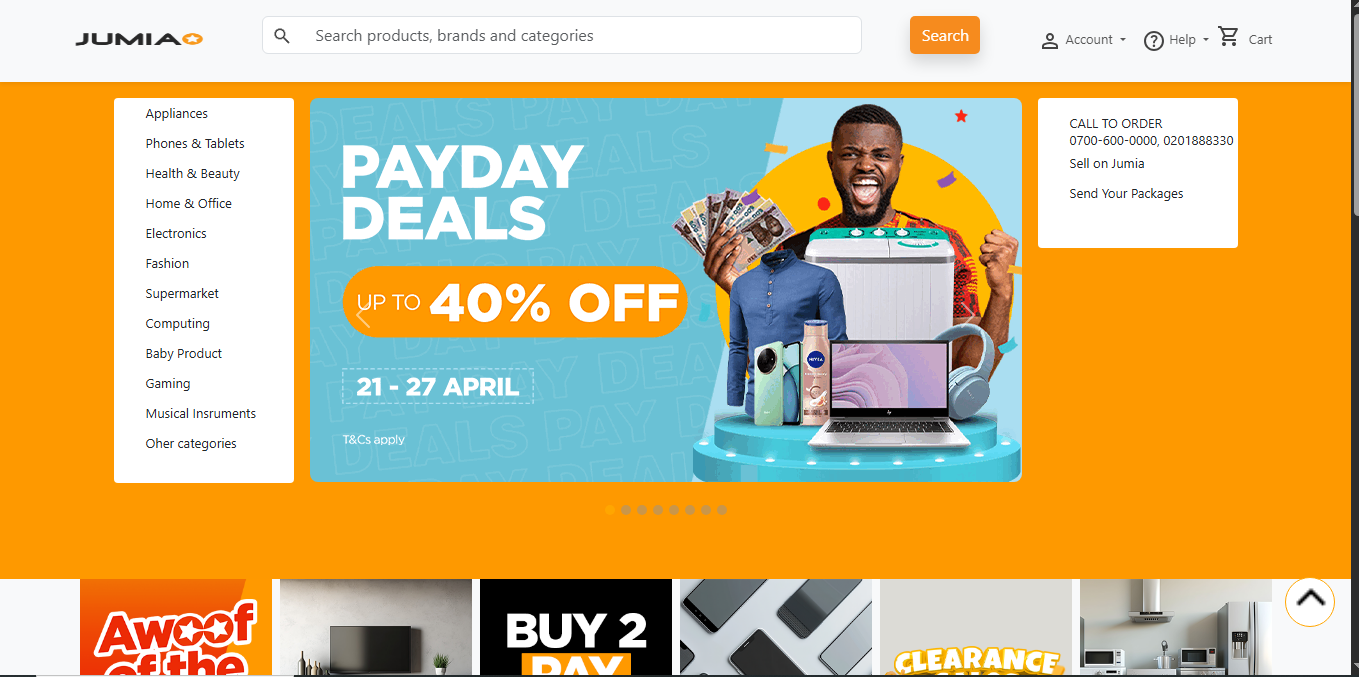 JUMIA
Search products, brands and categories
Search
Account
Help
Cart
Appliances
Phones & Tablets
Health & Beauty
Home & Office
Electronics
Fashion
Supermarket
Computing
Baby Product
Gaming
Musical Insruments
Oher categories
PAYDAY
DEALS
UP TO 40% OFF
21 - 27 APRIL
T&Cs apply
NIVEA
hp
CALL TO ORDER
0700-600-0000, 0201888330
Sell on Jumia
Send Your Packages
Awoof
of the
BUY 2
PAY
CLEARANCE